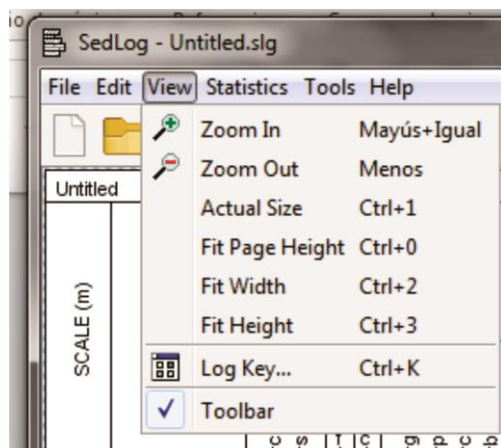 SedLog - Untitled.slg
File Edit View Statistics Tools Help
Zoom In Mayús+Igual
Zoom Out Menos
Untitled
Actual Size Ctrl+1
Fit Page Height Ctrl+0
Fit Width Ctrl+2
Fit Height Ctrl+3
SCALE (m)
Log Key... Ctrl+K
Toolbar